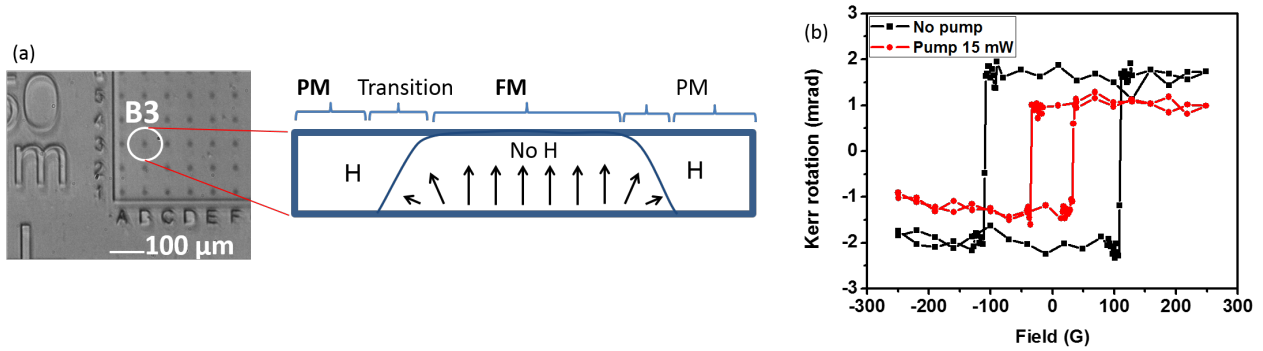 (a)
50
m
5
4
B3
3
2
1
A B C D E F
100 μm
PM Transition FM PM
H No H H
(b)
No pump
Pump 15 mW
Kerr rotation (mrad)
3
2
1
0
-1
-2
-3
-300 -200 -100 0 100 200 300
Field (G)